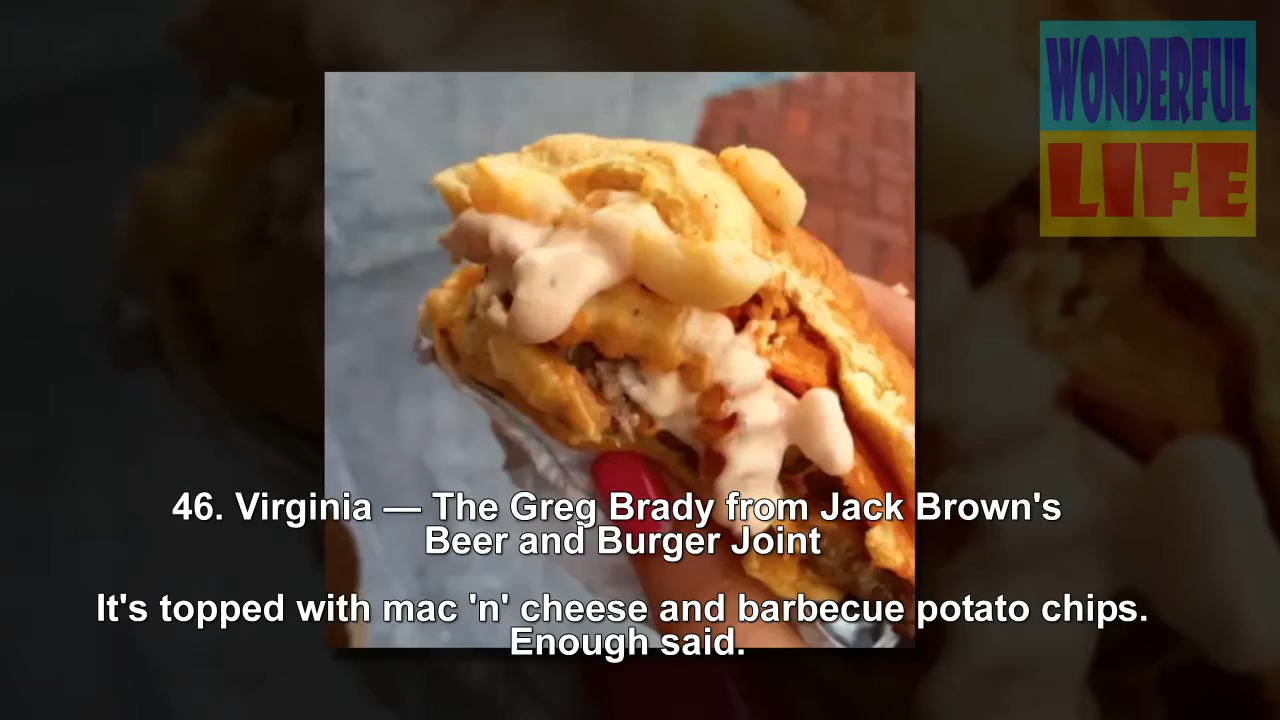 WONDERFUL
LIFE
46. Virginia — The Greg Brady from Jack Brown's
Beer and Burger Joint
It's topped with mac 'n' cheese and barbecue potato chips.
Enough said.